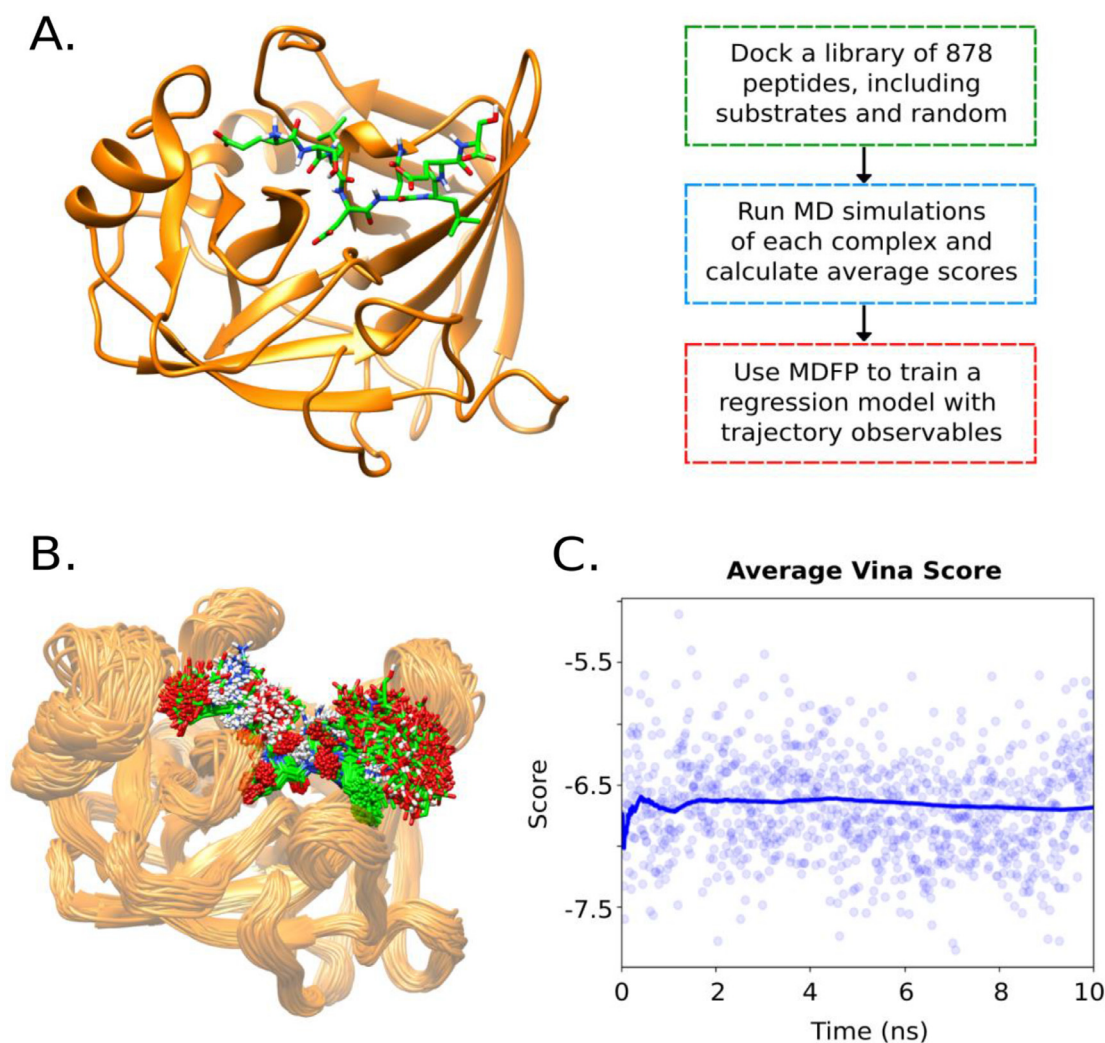 A.
Dock a library of 878
peptides, including
substrates and random
Run MD simulations
of each complex and
calculate average scores
Use MDFP to train a
regression model with
trajectory observables
B.
C.
Average Vina Score
-5.5
-6.5
-7.5
Score
0
2
4
6
8
10
Time (ns)